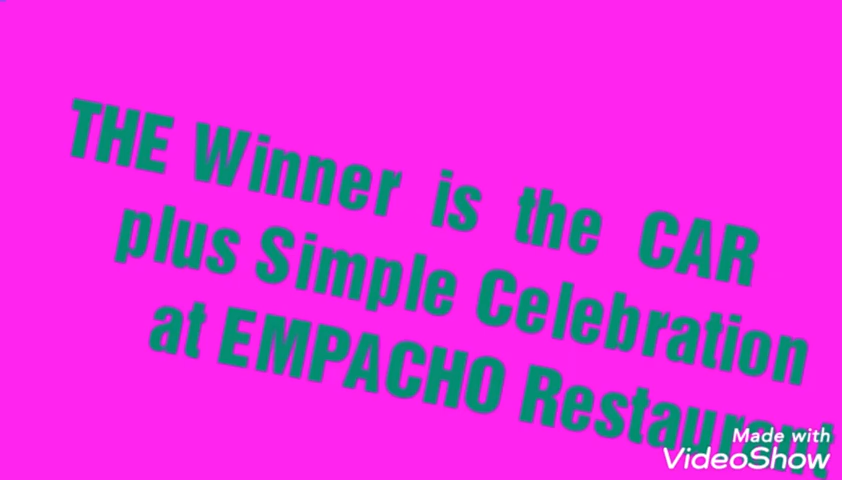 THE Winner is the CAR
plus Simple Celebration
at EMPACHO Restaurant
Made with
VideoShow